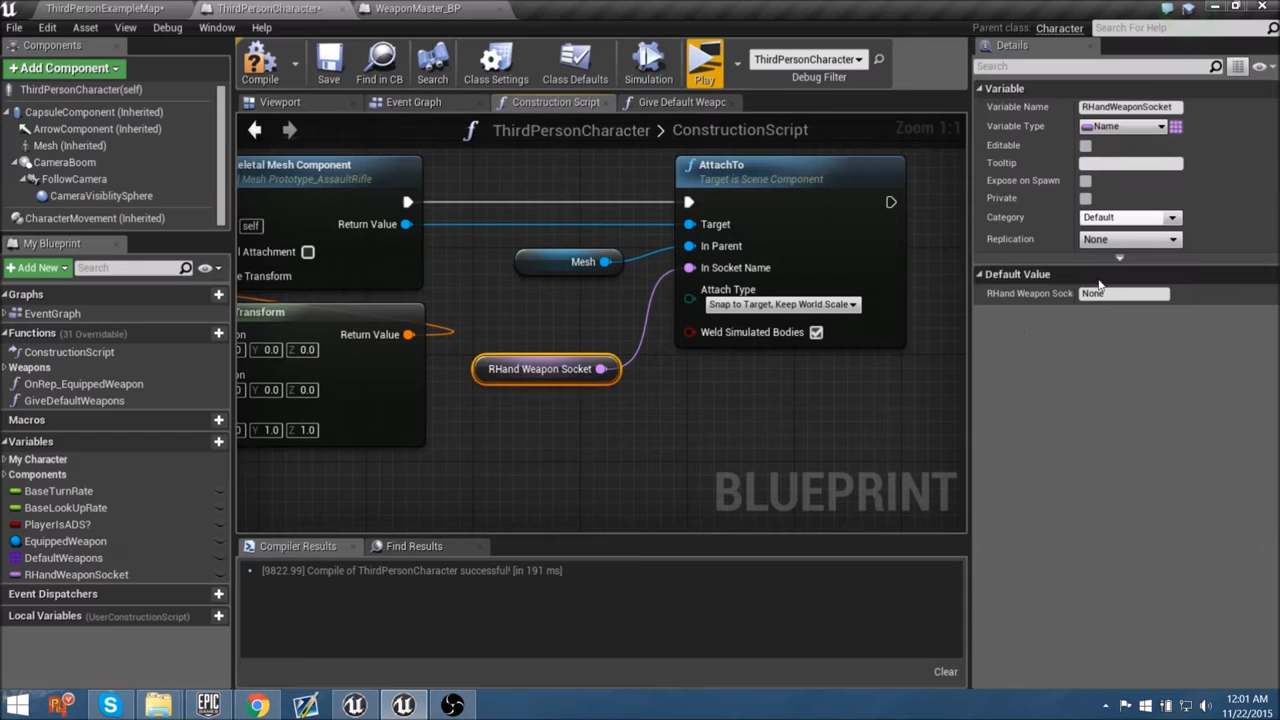 ThirdPersonExampleMap*
ThirdPersonCharacter*
WeaponMaster_BP
File Edit Asset View Debug Window Help
Parent class: Character
Search For Help
Components
+ Add Component
ThirdPersonCharacter(self)
CapsuleComponent (Inherited)
ArrowComponent (Inherited)
Mesh (Inherited)
CameraBoom
FollowCamera
CameraVisiblitySphere
CharacterMovement (Inherited)
My Blueprint
+ Add New
Search
Graphs
EventGraph
Functions (31 Overridable)
ConstructionScript
Weapons
OnRep_EquippedWeapon
GiveDefaultWeapons
Macros
Variables
My Character
Components
BaseTurnRate
BaseLookUpRate
PlayerIsADS?
EquippedWeapon
DefaultWeapons
RHandWeaponSocket
Event Dispatchers
Local Variables (UserConstructionScript)
Compile
Save
Find in CB
Search
Class Settings
Class Defaults
Simulation
Play
ThirdPersonCharacter
Debug Filter
Viewport
Event Graph
Construction Script
Give Default Weapc
ThirdPersonCharacter > ConstructionScript
Zoom 1:1
eletal Mesh Component
Mesh Prototype_AssaultRifle
self
Return Value
l Attachment
e Transform
Transform
on
Return Value
0.0 Z 0.0
on
0.0 Z 0.0
Y 1.0 Z 1.0
Mesh
RHand Weapon Socket
AttachTo
Target is Scene Component
Target
In Parent
In Socket Name
Attach Type
Snap to Target, Keep World Scale
Weld Simulated Bodies
BLUEPRINT
Compiler Results
Find Results
[9822.99] Compile of ThirdPersonCharacter successful! [in 191 ms]
Clear
Details
Search
Variable
Variable Name RHandWeaponSocket
Variable Type Name
Editable
Tooltip
Expose on Spawn
Private
Category Default
Replication None
Default Value
RHand Weapon Sock None
EPIC GAMES
12:01 AM
11/22/2015